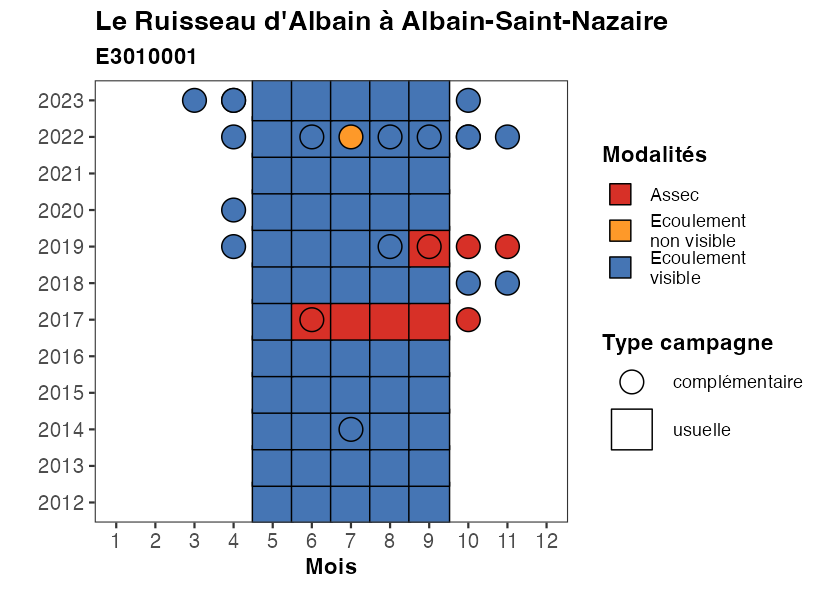 Le Ruisseau d'Albain à Albain-Saint-Nazaire
E3010001
2023
2022
2021
2020
2019
2018
2017
2016
2015
2014
2013
2012
1 2 3 4 5 6 7 8 9 10 11 12
Mois
Modalités
Assec
Ecoulement
non visible
Ecoulement
visible
Type campagne
complémentaire
usuelle